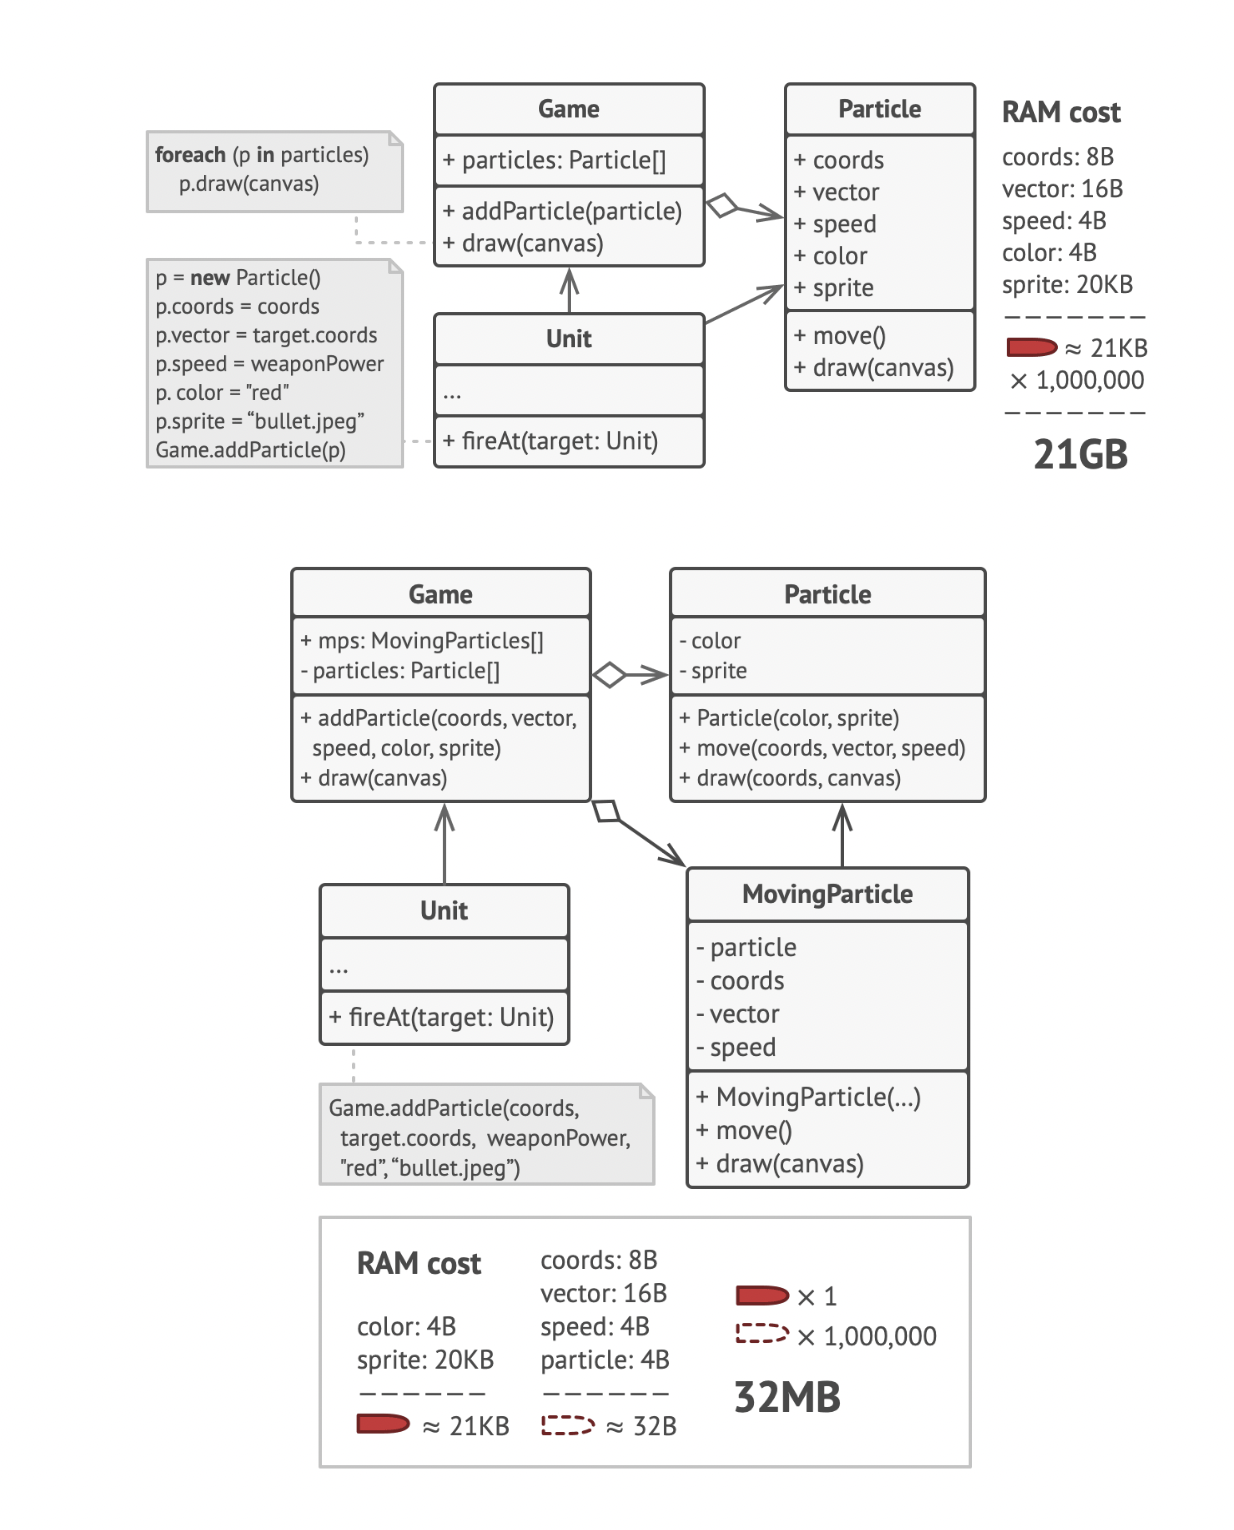 foreach (p in particles)
p.draw(canvas)
p = new Particle()
p.coords = coords
p.vector = target.coords
p.speed = weaponPower
p. color = "red"
p.sprite = “bullet.jpeg”
Game.addParticle(p)
Game
+ particles: Particle[]
+ addParticle(particle)
+ draw(canvas)
Unit
...
+ fireAt(target: Unit)
Particle
+ coords
+ vector
+ speed
+ color
+ sprite
+ move()
+ draw(canvas)
RAM cost
coords: 8B
vector: 16B
speed: 4B
color: 4B
sprite: 20KB
≈ 21KB
× 1,000,000
21GB
Game
+ mps: MovingParticles[]
- particles: Particle[]
+ addParticle(coords, vector,
speed, color, sprite)
+ draw(canvas)
Particle
- color
- sprite
+ Particle(color, sprite)
+ move(coords, vector, speed)
+ draw(coords, canvas)
Unit
...
+ fireAt(target: Unit)
Game.addParticle(coords,
target.coords, weaponPower,
"red”, “bullet.jpeg”)
MovingParticle
- particle
- coords
- vector
- speed
+ MovingParticle(...)
+ move()
+ draw(canvas)
RAM cost
color: 4B
sprite: 20KB
≈ 21KB
coords: 8B
vector: 16B
speed: 4B
particle: 4B
≈ 32B
× 1
× 1,000,000
32MB